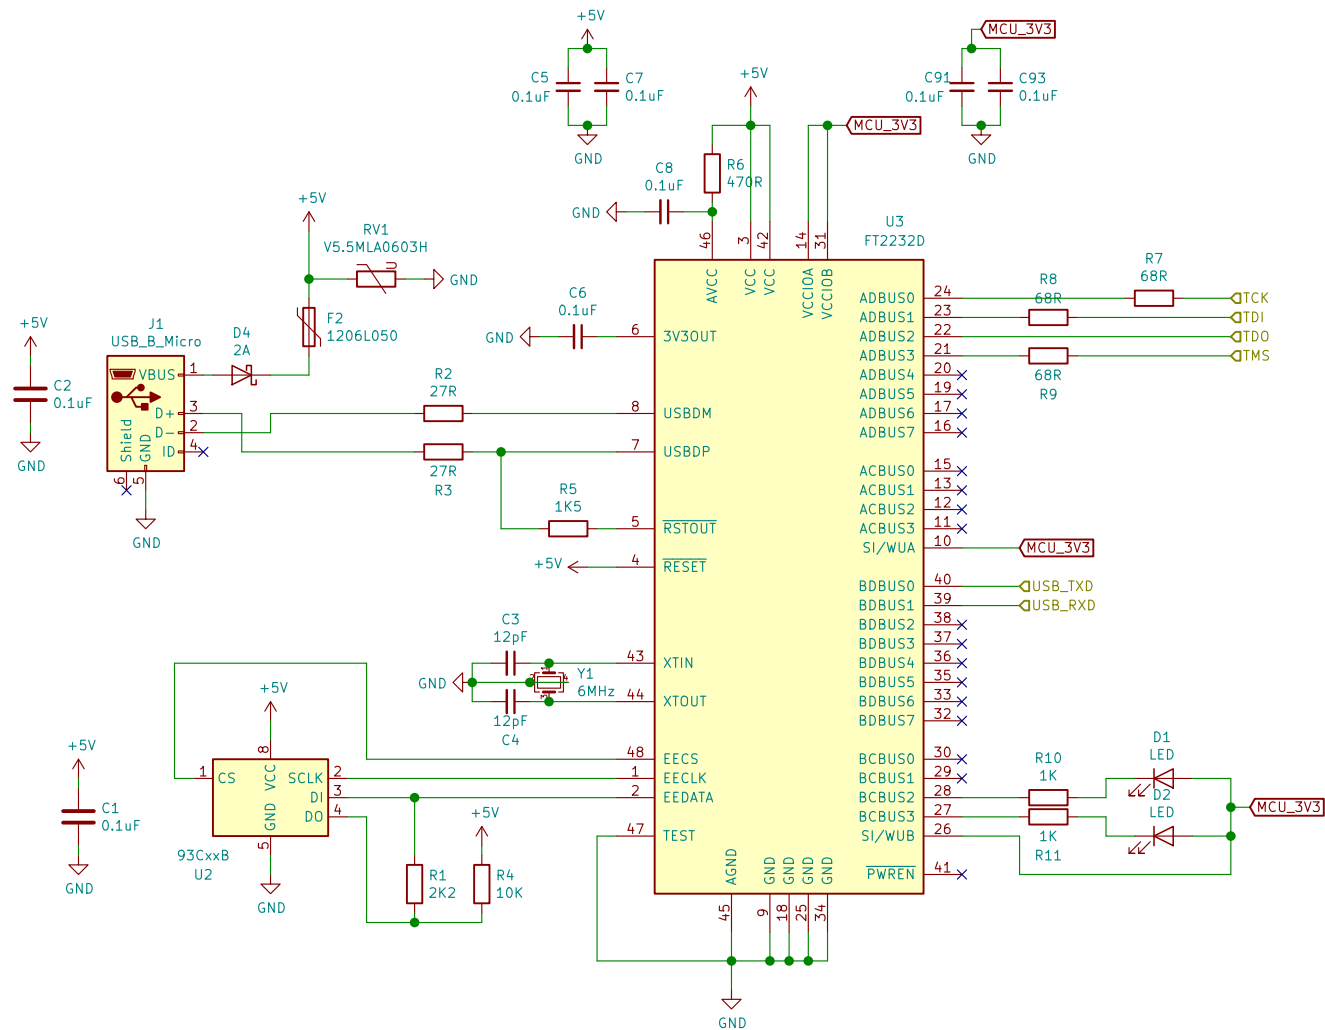 +5V
MCU_3V3
C5
0.1uF
C7
0.1uF
GND
+5V
C91
0.1uF
C93
0.1uF
GND
MCU_3V3
C8
0.1uF
GND
R6
470R
+5V
RV1
V5.5MLA0603H
GND
F2
1206L050
U3
FT2232D
46
3
42
14
31
AVCC
VCC
VCC
VCCIOA
VCCIOB
C6
0.1uF
GND
6
3V3OUT
ADBUS0
24
ADBUS1
23
ADBUS2
22
ADBUS3
21
ADBUS4
20
ADBUS5
19
ADBUS6
17
ADBUS7
16
R7
68R
R8
68R
68R
R9
TCK
TDI
TDO
TMS
+5V
C2
0.1uF
GND
J1
USB_B_Micro
VBUS
1
D+
3
D-
2
ID
4
Shield
GND
6
5
GND
D4
2A
R2
27R
8
USBDM
27R
R3
7
USBDP
R5
1K5
5
RSTOUT
+5V
4
RESET
ACBUS0
15
ACBUS1
13
ACBUS2
12
ACBUS3
11
SI/WUA
10
MCU_3V3
BDBUS0
40
USB_TXD
BDBUS1
39
USB_RXD
BDBUS2
38
BDBUS3
37
BDBUS4
36
BDBUS5
35
BDBUS6
33
BDBUS7
32
C3
12pF
GND
12pF
C4
1
2
3
4
Y1
6MHz
43
XTIN
44
XTOUT
+5V
8
1
CS
VCC
SCLK
2
DI
3
DO
4
GND
5
93CxxB
U2
GND
+5V
C1
0.1uF
GND
48
EECS
1
EECLK
2
EEDATA
47
TEST
+5V
R1
2K2
R4
10K
BCBUS0
30
BCBUS1
29
BCBUS2
28
BCBUS3
27
SI/WUB
26
PWREN
41
R10
1K
1K
R11
D1
LED
D2
LED
MCU_3V3
AGND
GND
GND
GND
GND
45
9
18
25
34
GND